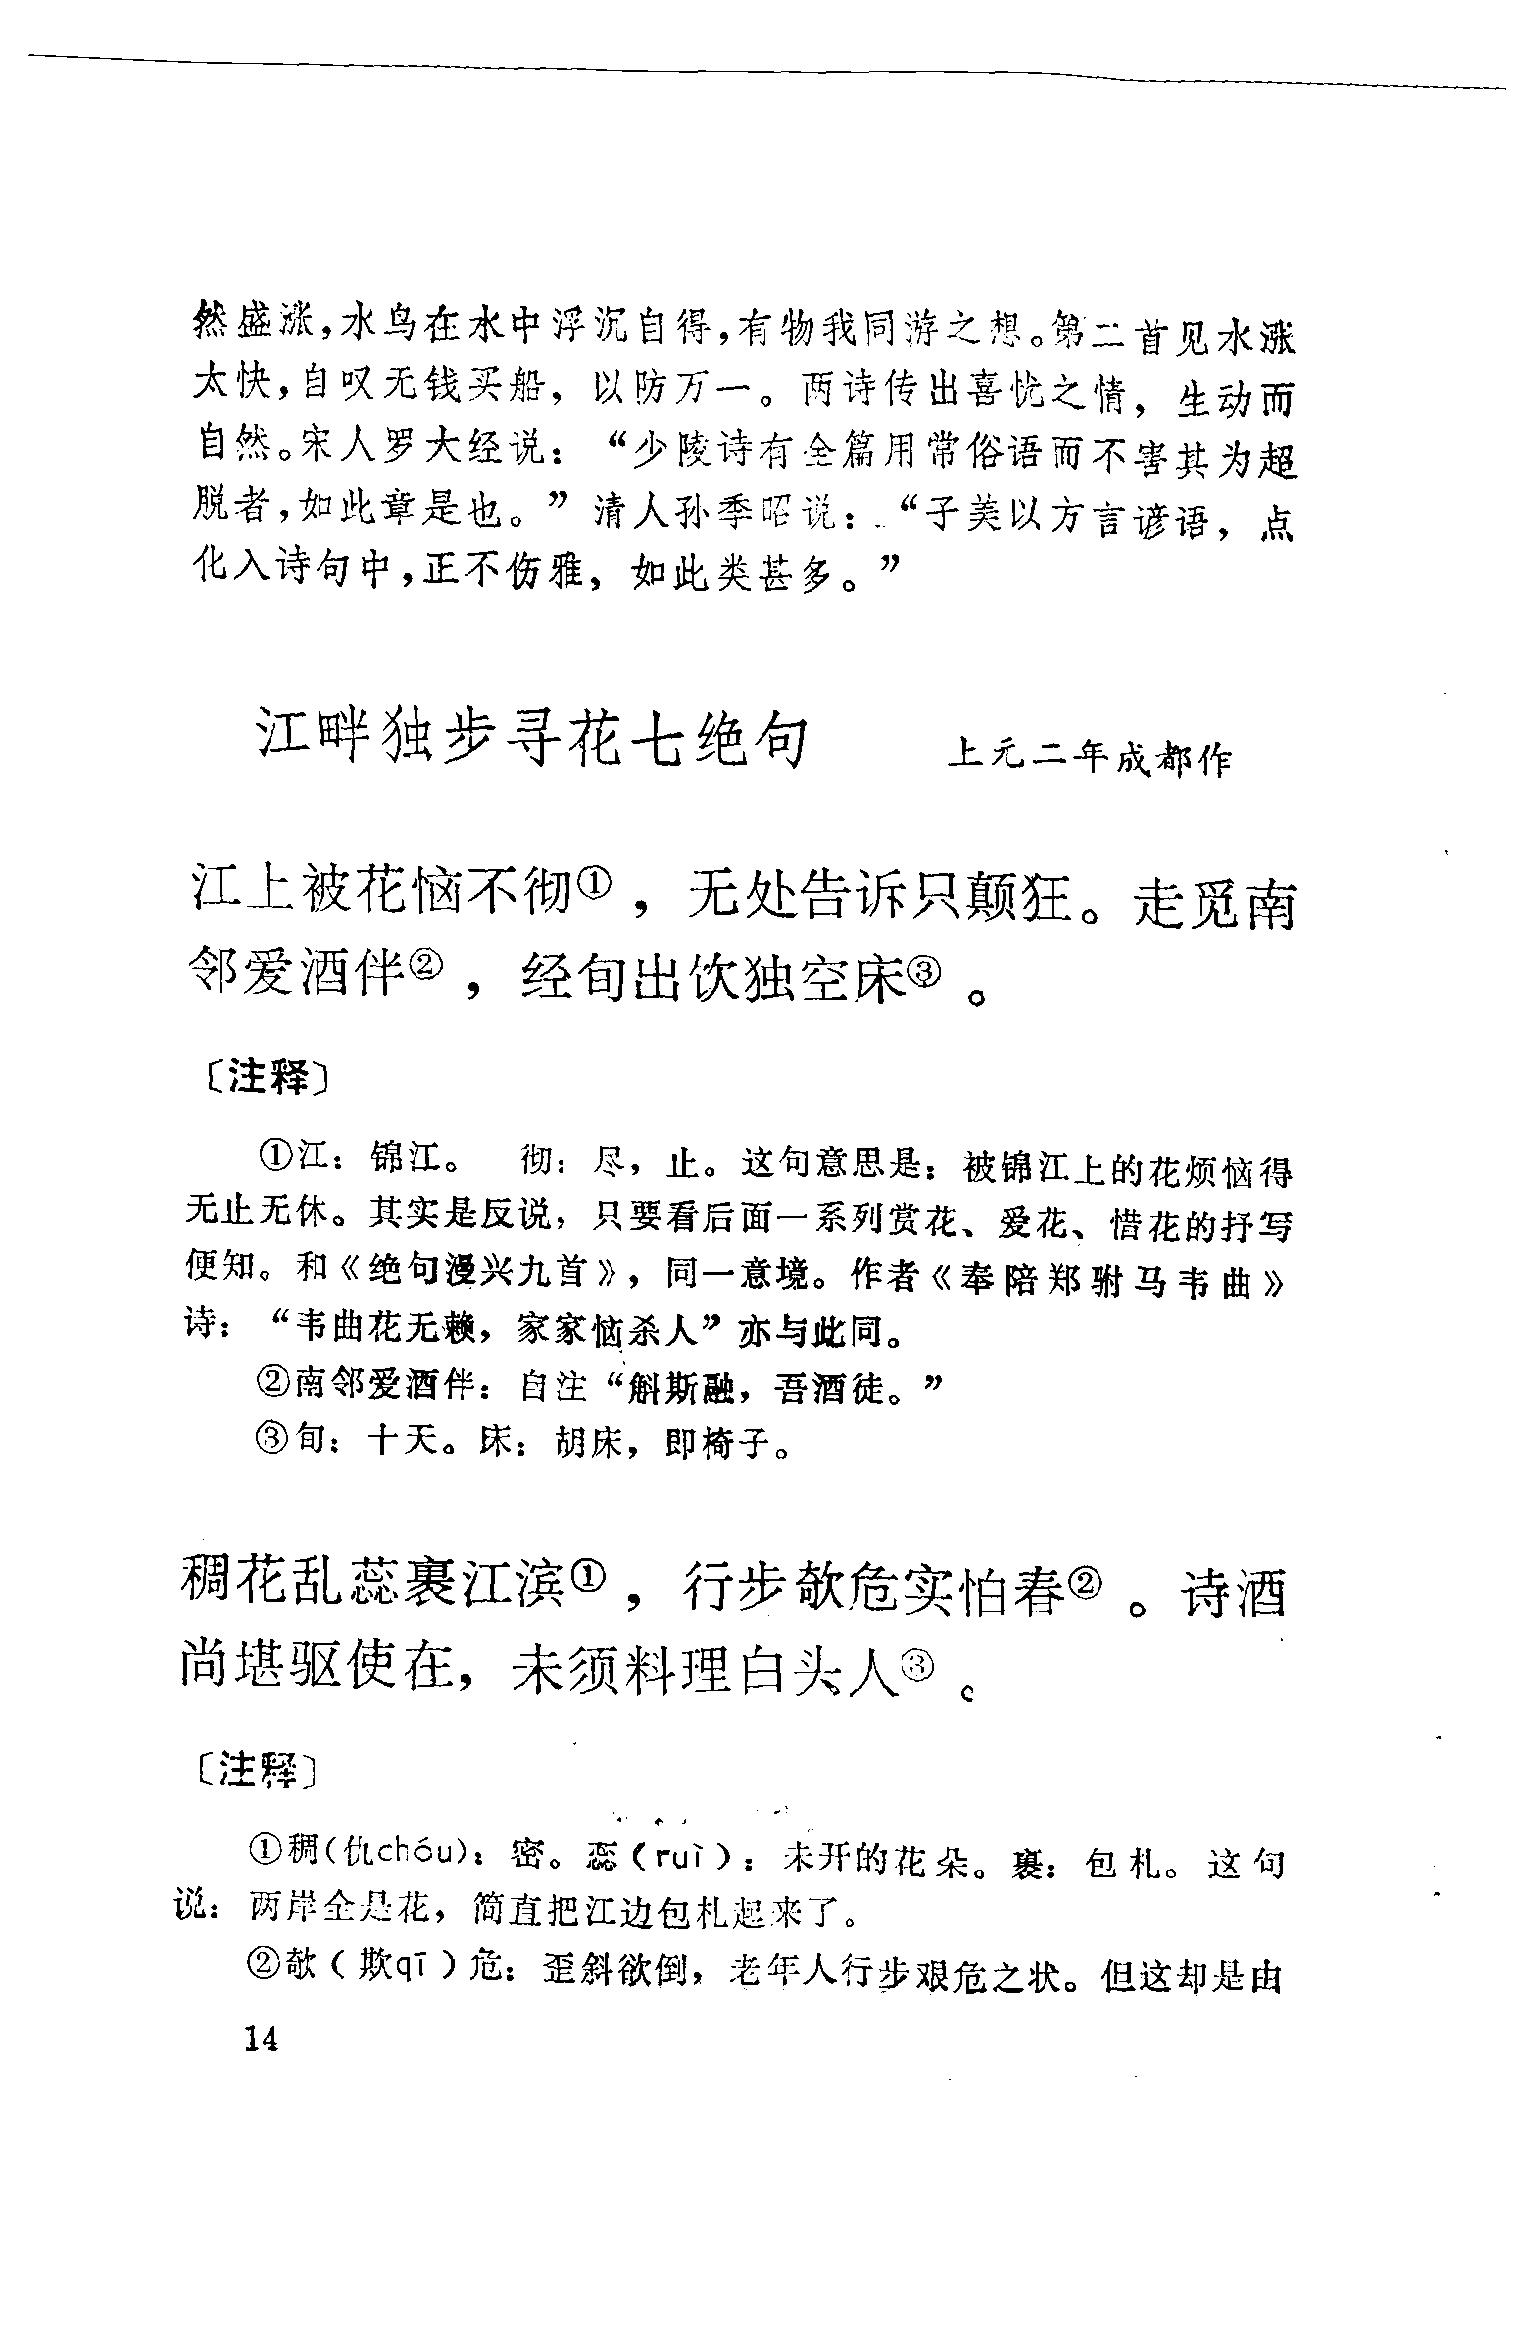 然盛涨，水鸟在水中浮沉自得，有物我同游之想。第二首见水涨
太快，自叹无钱买船，以防万一。两诗传出喜忧之情，生动而
自然。宋人罗大经说：“少陵诗有全篇用常俗语而不害其为超
脱者，如此章是也。”清人孙季昭说：“子美以方言谚语，点
化入诗句中，正不伤雅，如此类甚多。”
江畔独步寻花七绝句 上元二年成都作
江上被花恼不彻①，无处告诉只颠狂。走觅南
邻爱酒伴②，经旬出饮独空床③。
〔注释〕
①江：锦江。 彻：尽，止。这句意思是：被锦江上的花烦恼得
无止无休。其实是反说，只要看后面一系列赏花、爱花、惜花的抒写
便知。和《绝句漫兴九首》，同一意境。作者《奉陪郑驸马韦曲》
诗：“韦曲花无赖，家家恼杀人”亦与此同。
②南邻爱酒伴：自注“斛斯融，吾酒徒。”
③旬：十天。床：胡床，即椅子。
稠花乱蕊裹江滨①，行步欹危实怕春②。诗酒
尚堪驱使在，未须料理白头人③。
〔注释〕
①稠(仇chóu)：密。蕊（ruǐ）：未开的花朵。裹：包札。这句
说：两岸全是花，简直把江边包札起来了。
②欹（欺qī）危：歪斜欲倒，老年人行步艰危之状。但这却是由
14